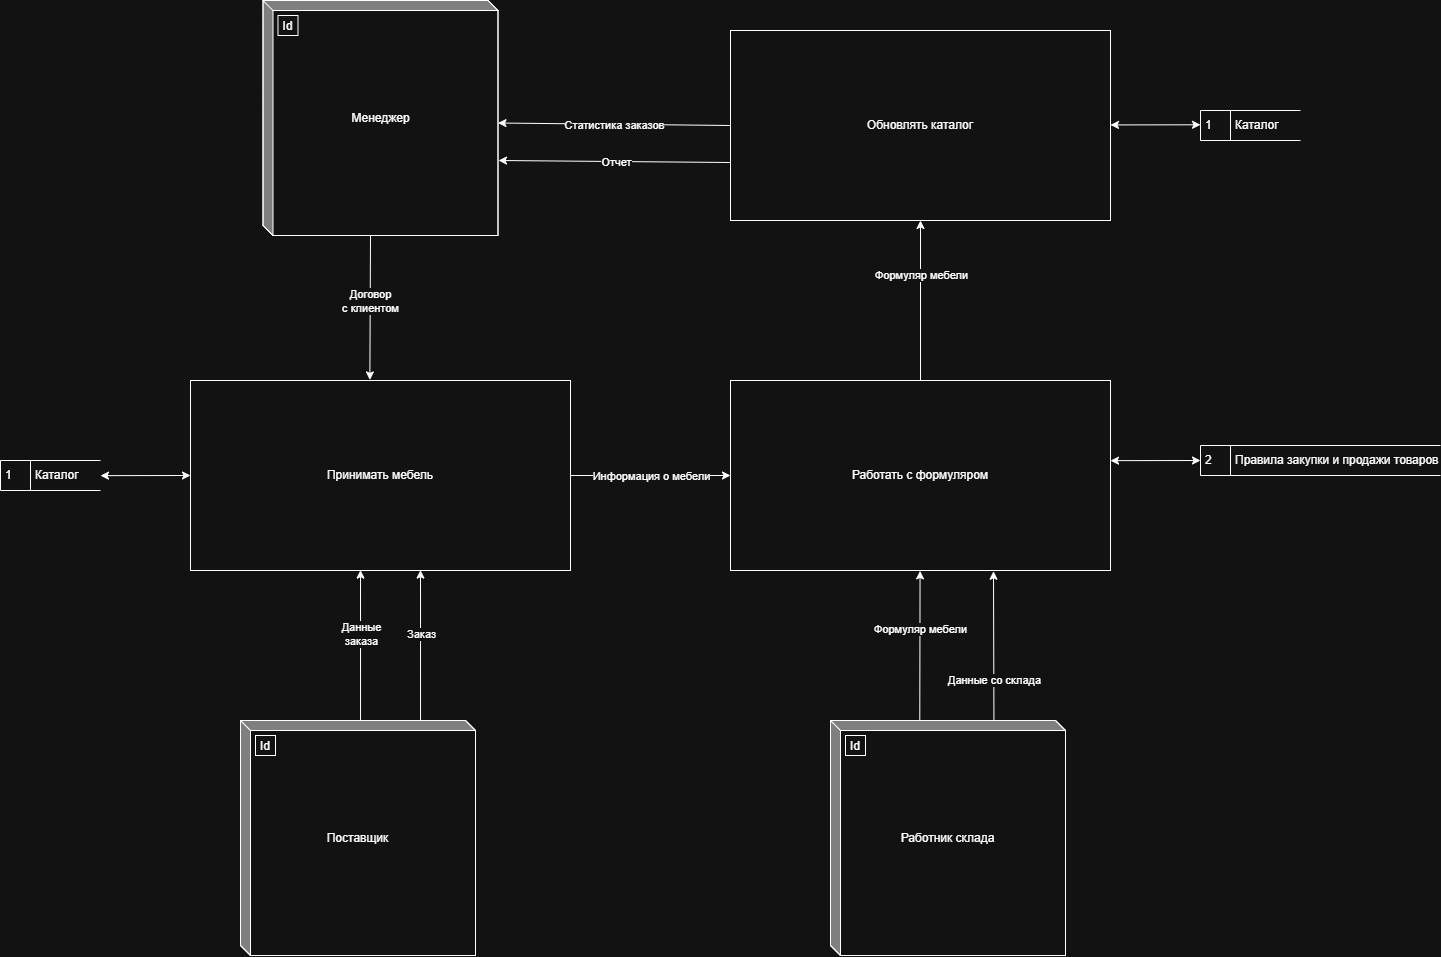 Id
Менеджер
Статистика заказов
Отчет
Обновлять каталог
1
Каталог
Договор
с клиентом
Формуляр мебели
1
Каталог
Принимать мебель
Информация о мебели
Работать с формуляром
2
Правила закупки и продажи товаров
Данные
заказа
Заказ
Формуляр мебели
Данные со склада
Id
Поставщик
Id
Работник склада